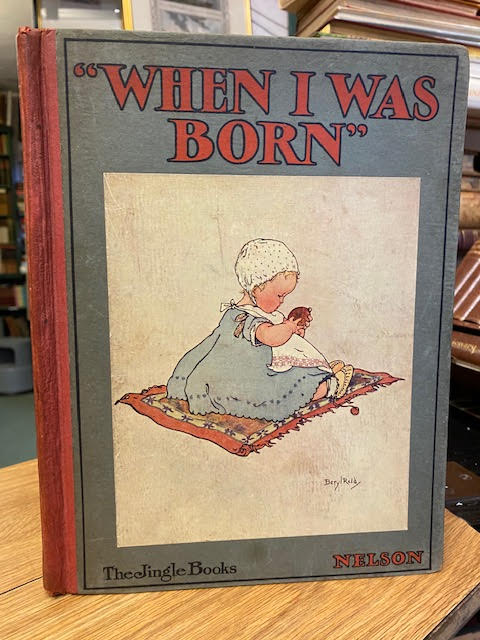 “WHEN I WAS
BORN”
Beryl Reid
The Jingle Books
NELSON